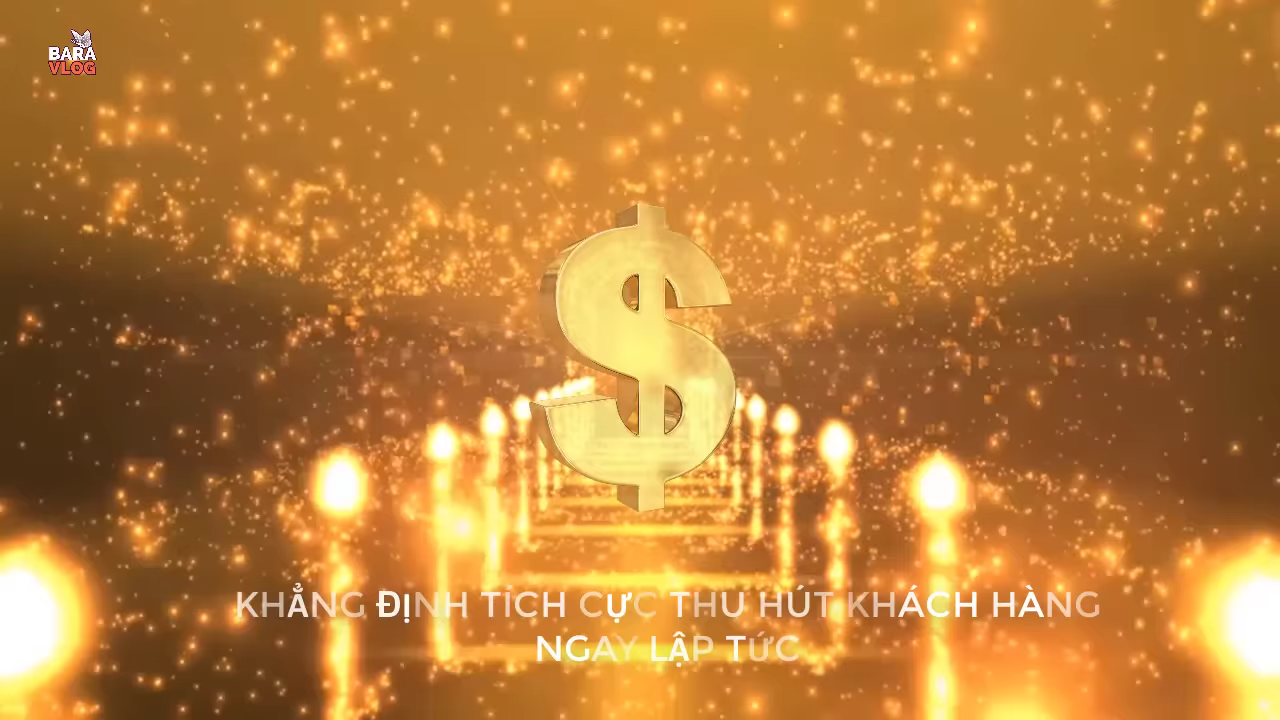 BARA
VLOG
KHẲNG ĐỊNH TÍCH CỰC THU HÚT KHÁCH HÀNG
NGAY LẬP TỨC